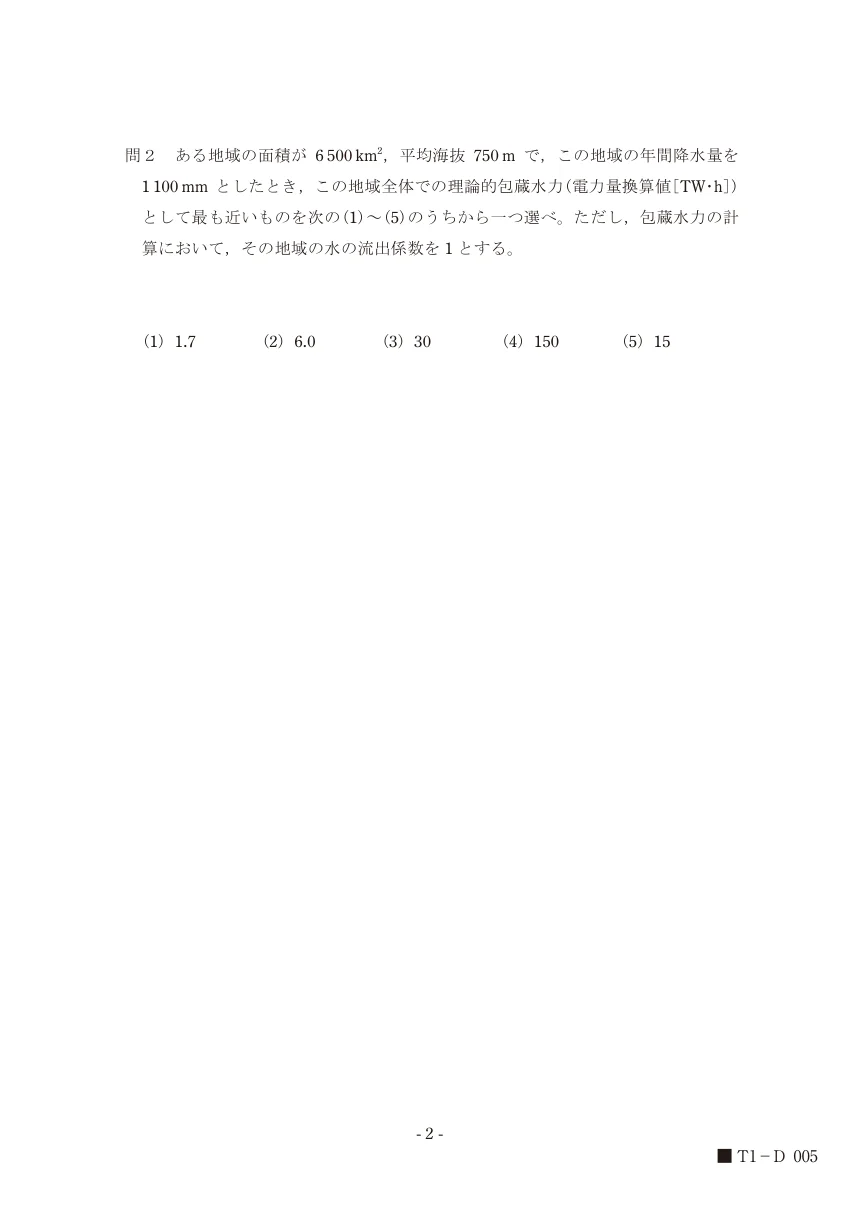 問２　ある地域の面積が 6 500 km²，平均海抜 750 m で，この地域の年間降水量を
1 100 mm としたとき，この地域全体での理論的包蔵水力(電力量換算値[TW･h])
として最も近いものを次の(1)～(5)のうちから一つ選べ。ただし，包蔵水力の計
算において，その地域の水の流出係数を 1 とする。
(1) 1.7　(2) 6.0　(3) 30　(4) 150　(5) 15
- 2 -
■ T1－D 005